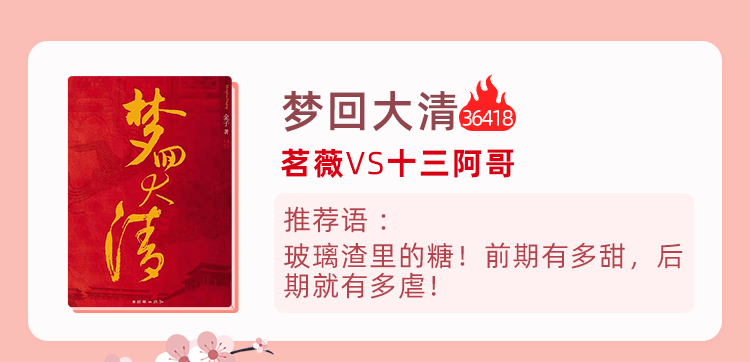 梦回大清
金子 著
梦回大清
36418
茗薇VS十三阿哥
推荐语：
玻璃渣里的糖！前期有多甜，后
期就有多虐！